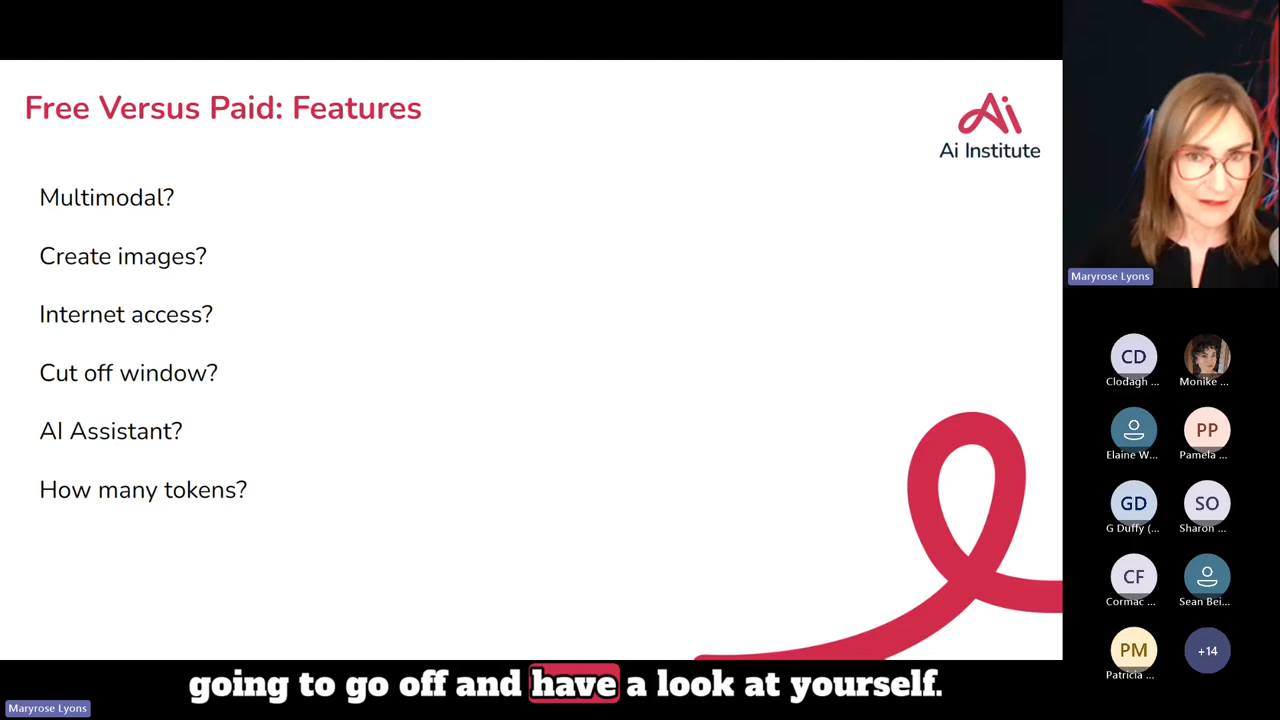 Free Versus Paid: Features
Ai
Ai Institute
Multimodal?
Create images?
Internet access?
Cut off window?
AI Assistant?
How many tokens?
Maryrose Lyons
CD
Clodagh ...
Monike ...
Elaine W...
PP
Pamela ...
GD
G Duffy (...
SO
Sharon ...
CF
Cormac ...
Sean Bei...
PM
Patricia ...
+14
going to go off and have a look at yourself.
Maryrose Lyons